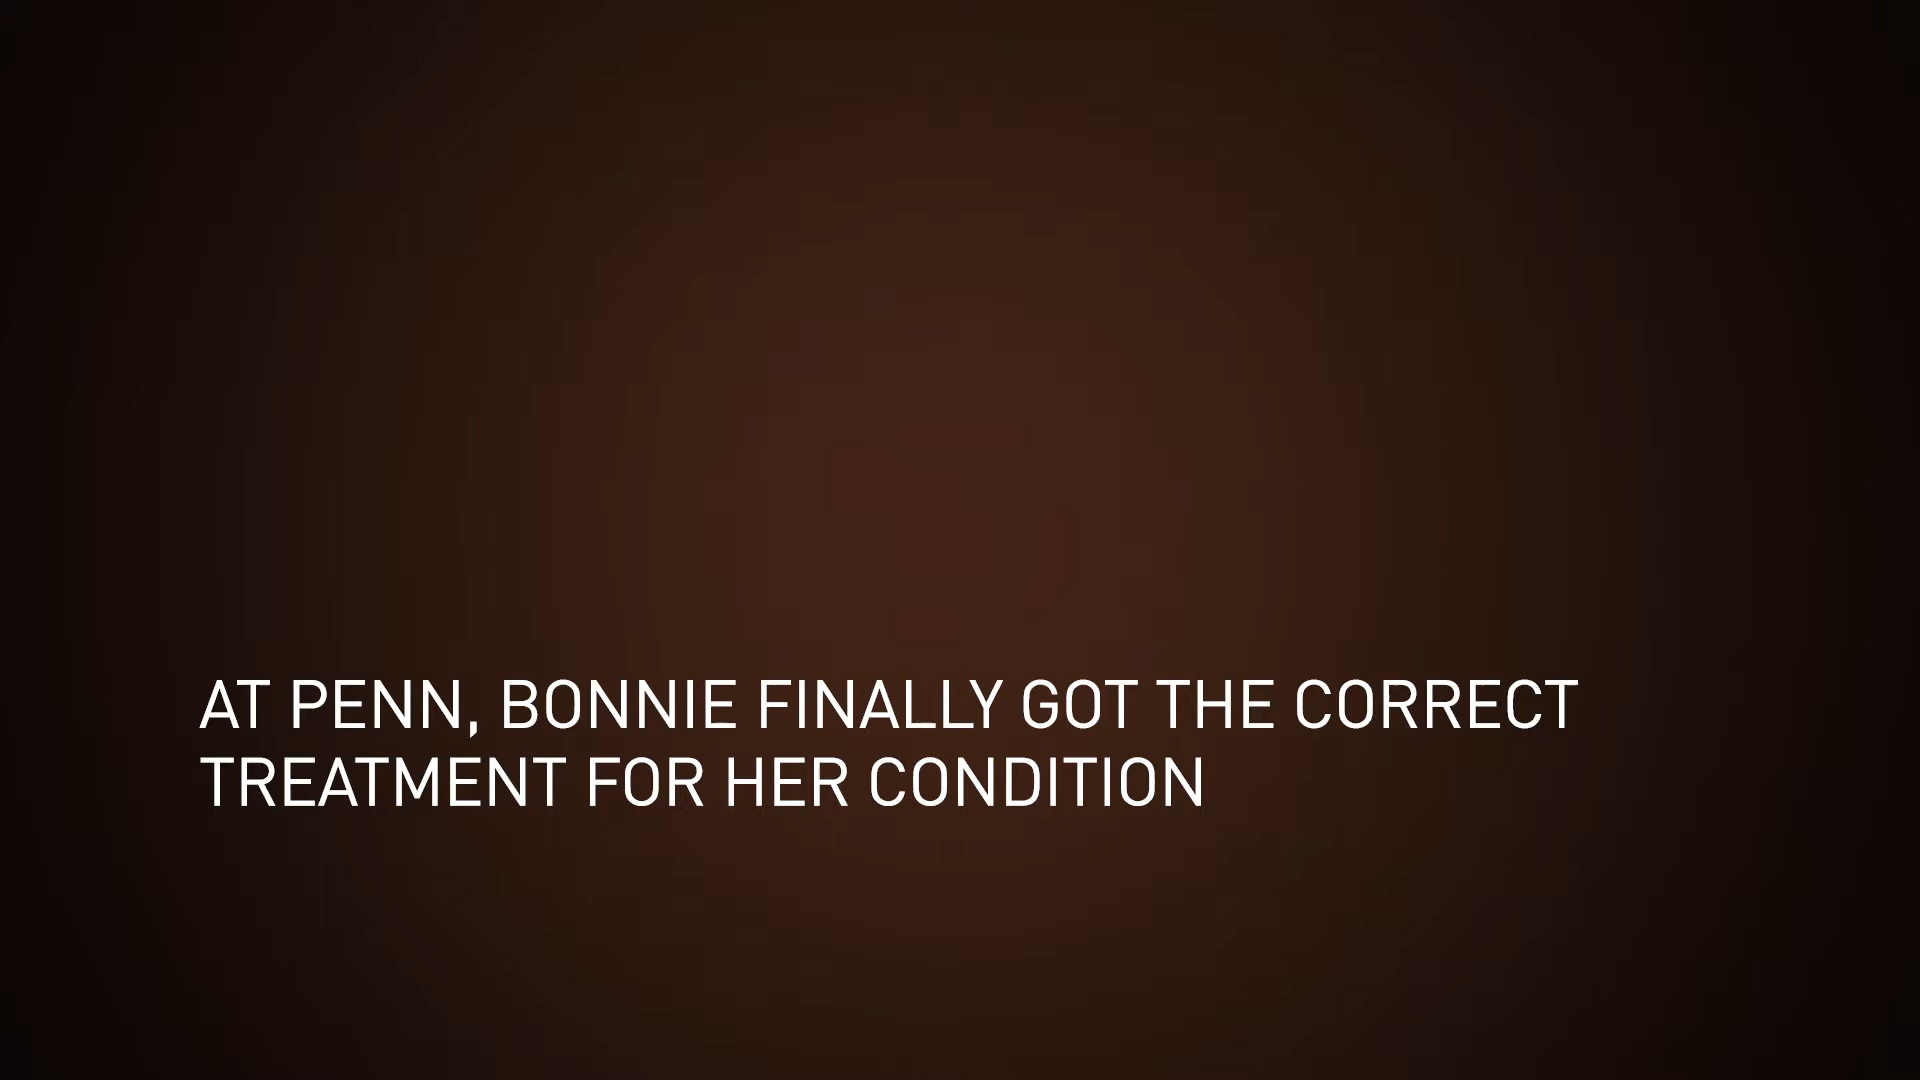 AT PENN, BONNIE FINALLY GOT THE CORRECT
TREATMENT FOR HER CONDITION